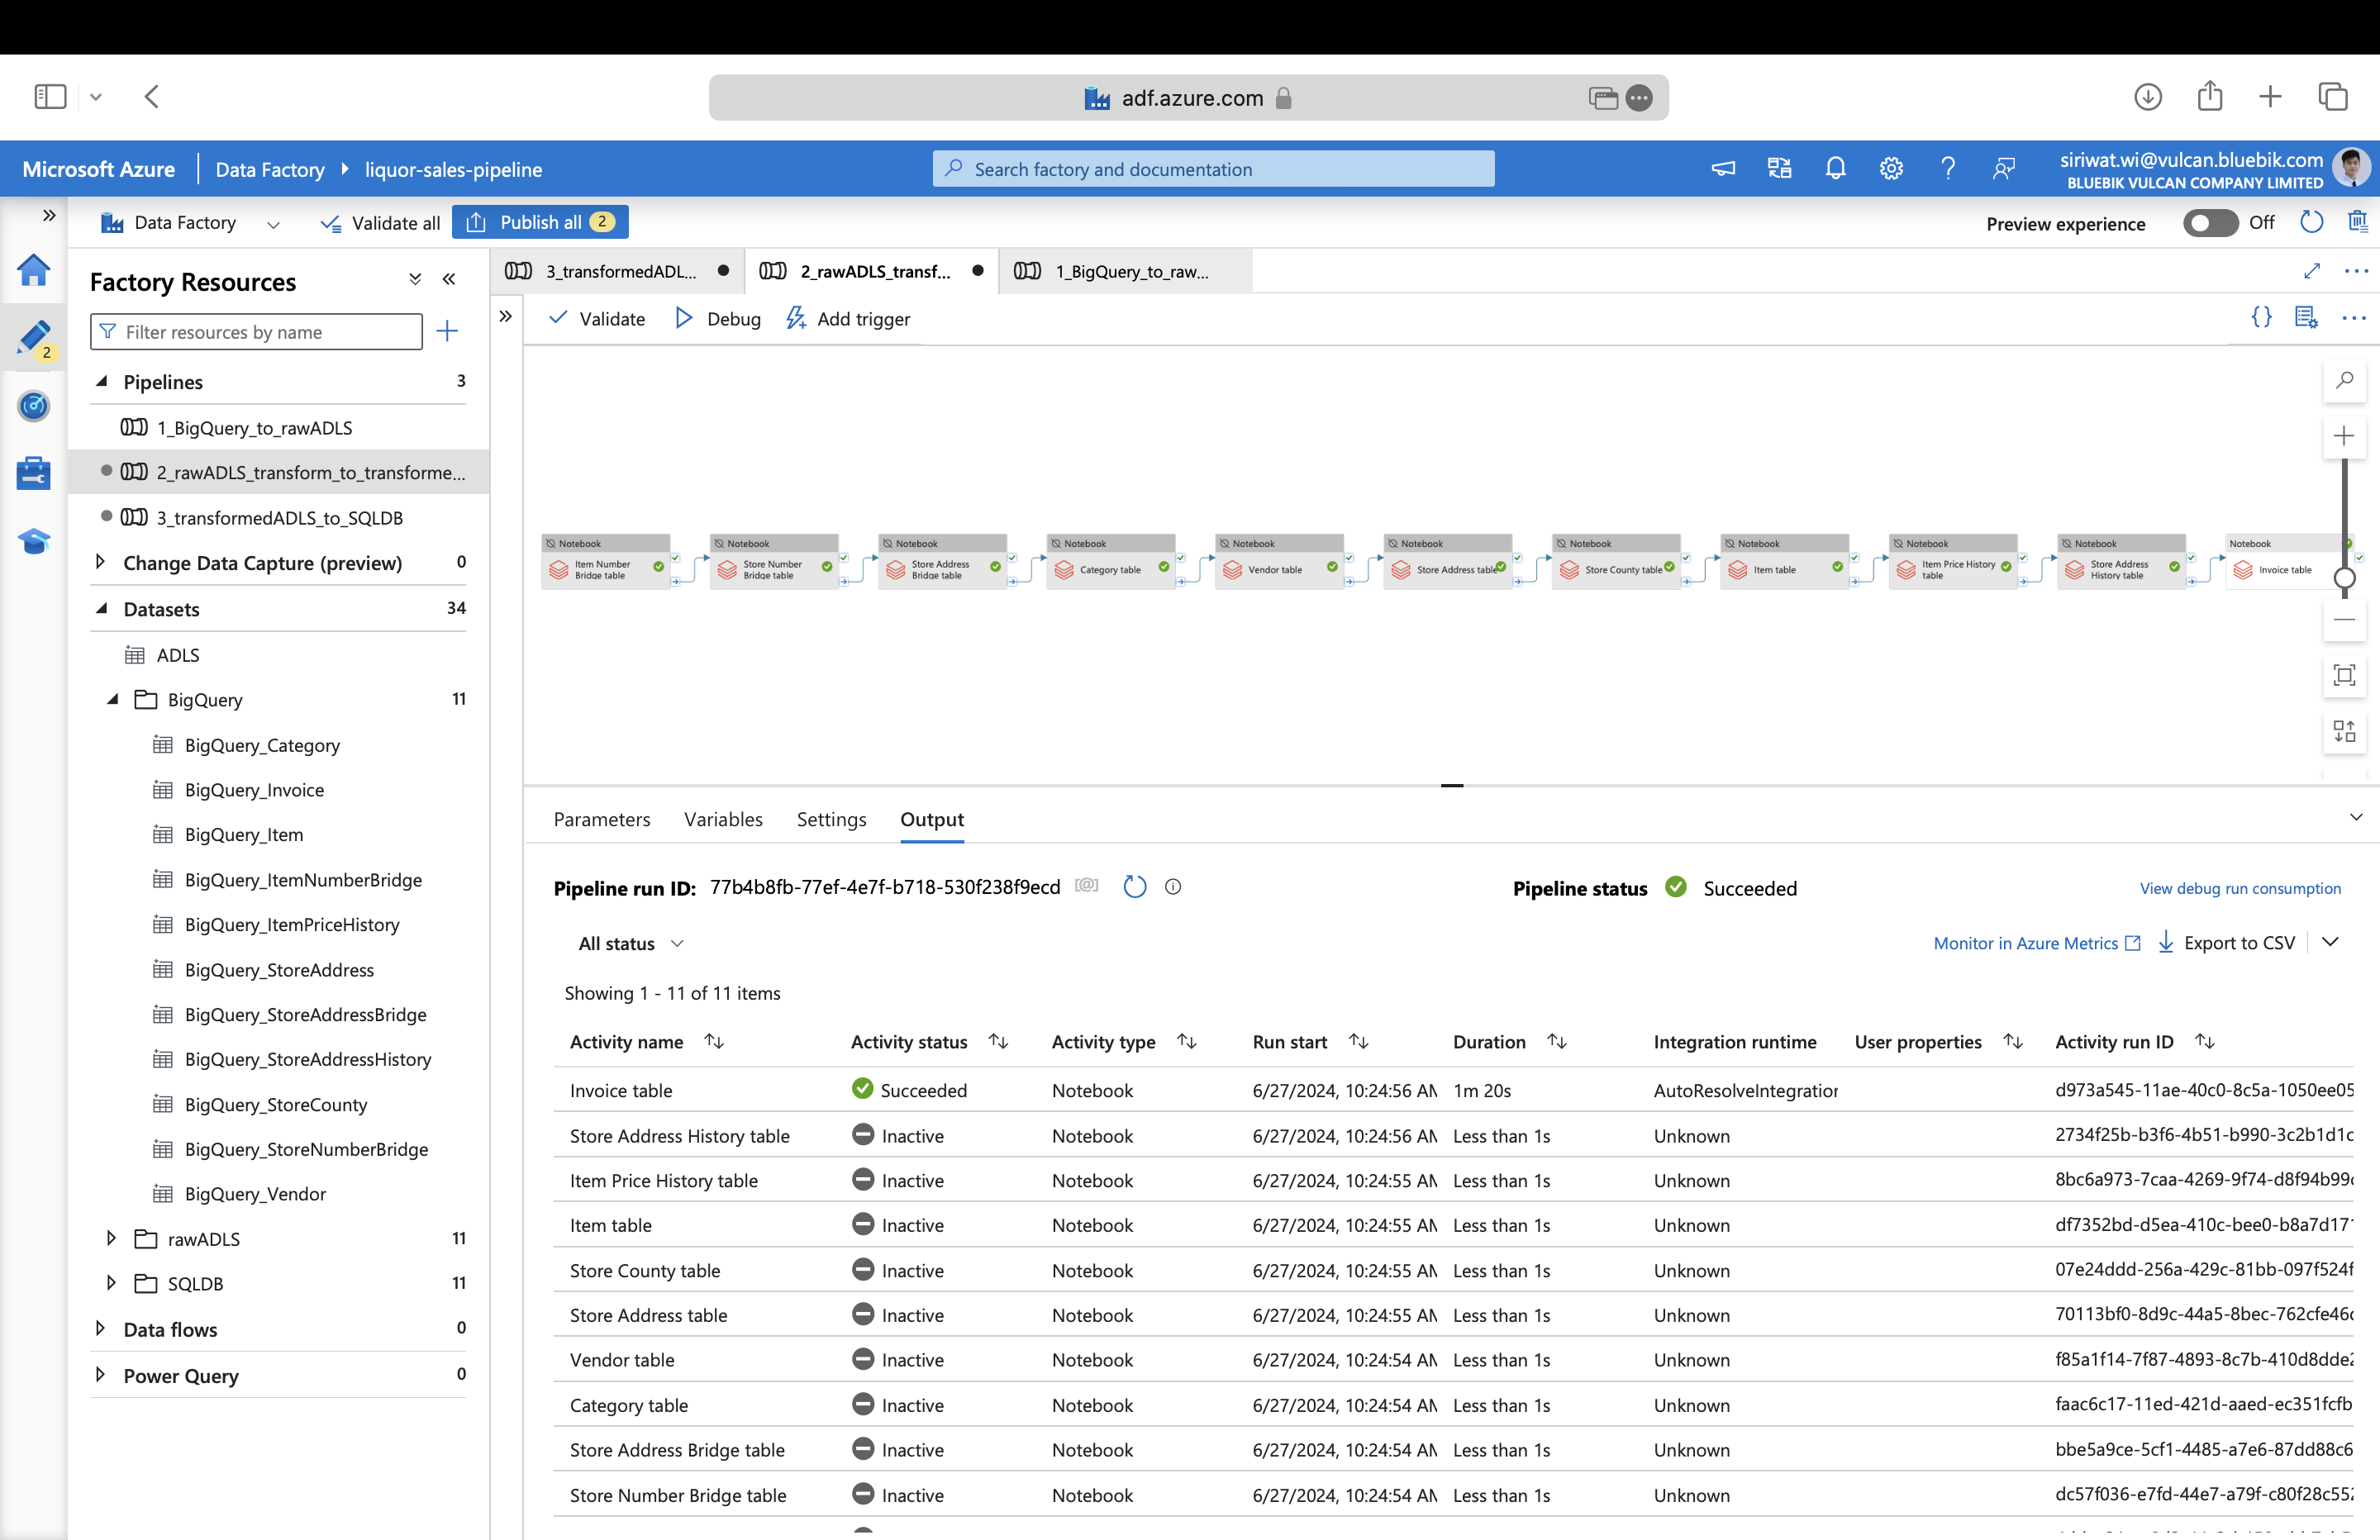 adf.azure.com
Microsoft Azure
Data Factory
liquor-sales-pipeline
Search factory and documentation
siriwat.wi@vulcan.bluebik.com
BLUEBIK VULCAN COMPANY LIMITED
Data Factory
Validate all
Publish all 2
Preview experience
Off
2
Factory Resources
Filter resources by name
Pipelines 3
1_BigQuery_to_rawADLS
2_rawADLS_transform_to_transforme...
3_transformedADLS_to_SQLDB
Change Data Capture (preview) 0
Datasets 34
ADLS
BigQuery 11
BigQuery_Category
BigQuery_Invoice
BigQuery_Item
BigQuery_ItemNumberBridge
BigQuery_ItemPriceHistory
BigQuery_StoreAddress
BigQuery_StoreAddressBridge
BigQuery_StoreAddressHistory
BigQuery_StoreCounty
BigQuery_StoreNumberBridge
BigQuery_Vendor
rawADLS 11
SQLDB 11
Data flows 0
Power Query 0
3_transformedADL...
2_rawADLS_transf...
1_BigQuery_to_raw...
Validate
Debug
Add trigger
Notebook
Item Number
Bridge table
Notebook
Store Number
Bridge table
Notebook
Store Address
Bridge table
Notebook
Category table
Notebook
Vendor table
Notebook
Store Address table
Notebook
Store County table
Notebook
Item table
Notebook
Item Price History
table
Notebook
Store Address
History table
Notebook
Invoice table
Parameters Variables Settings Output
Pipeline run ID: 77b4b8fb-77ef-4e7f-b718-530f238f9ecd
Pipeline status Succeeded
View debug run consumption
All status
Monitor in Azure Metrics
Export to CSV
Showing 1 - 11 of 11 items
Activity name Activity status Activity type Run start Duration Integration runtime User properties Activity run ID
Invoice table Succeeded Notebook 6/27/2024, 10:24:56 AM 1m 20s AutoResolveIntegration d973a545-11ae-40c0-8c5a-1050ee05
Store Address History table Inactive Notebook 6/27/2024, 10:24:56 AM Less than 1s Unknown 2734f25b-b3f6-4b51-b990-3c2b1d1c
Item Price History table Inactive Notebook 6/27/2024, 10:24:55 AM Less than 1s Unknown 8bc6a973-7caa-4269-9f74-d8f94b99
Item table Inactive Notebook 6/27/2024, 10:24:55 AM Less than 1s Unknown df7352bd-d5ea-410c-bee0-b8a7d17
Store County table Inactive Notebook 6/27/2024, 10:24:55 AM Less than 1s Unknown 07e24ddd-256a-429c-81bb-097f524f
Store Address table Inactive Notebook 6/27/2024, 10:24:55 AM Less than 1s Unknown 70113bf0-8d9c-44a5-8bec-762cfe46
Vendor table Inactive Notebook 6/27/2024, 10:24:54 AM Less than 1s Unknown f85a1f14-7f87-4893-8c7b-410d8dde
Category table Inactive Notebook 6/27/2024, 10:24:54 AM Less than 1s Unknown faac6c17-11ed-421d-aaed-ec351fcfb
Store Address Bridge table Inactive Notebook 6/27/2024, 10:24:54 AM Less than 1s Unknown bbe5a9ce-5cf1-4485-a7e6-87dd88c6
Store Number Bridge table Inactive Notebook 6/27/2024, 10:24:54 AM Less than 1s Unknown dc57f036-e7fd-44e7-a79f-c80f28c55